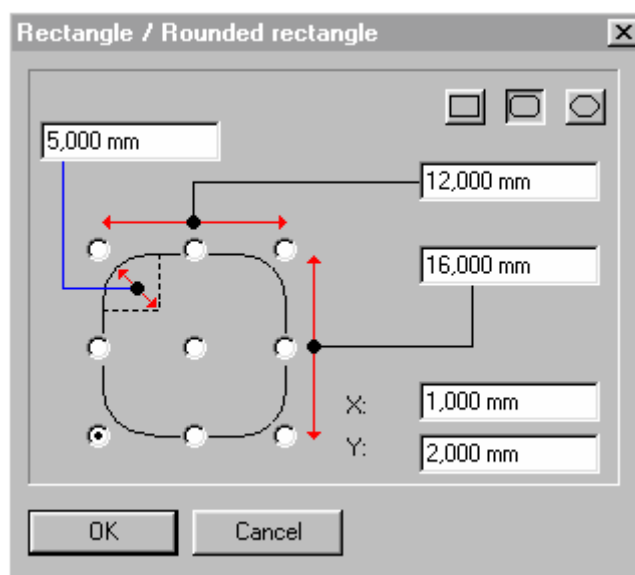 Rectangle / Rounded rectangle
5,000 mm
12,000 mm
16,000 mm
X:
1,000 mm
Y:
2,000 mm
OK
Cancel